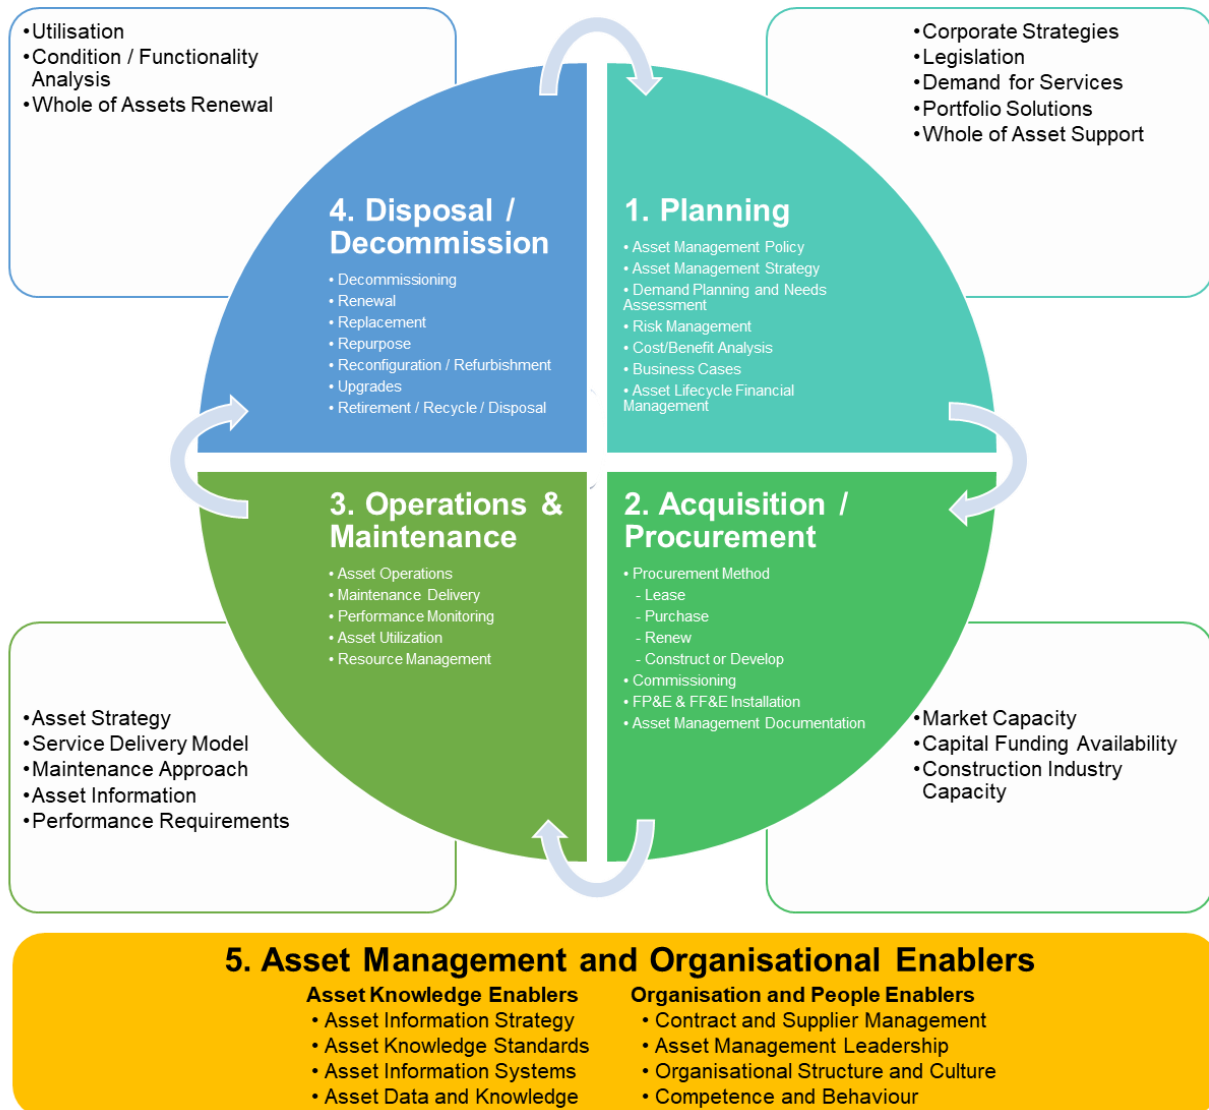 •Utilisation
•Condition / Functionality
Analysis
•Whole of Assets Renewal
•Corporate Strategies
•Legislation
•Demand for Services
•Portfolio Solutions
•Whole of Asset Support
4. Disposal /
Decommission
• Decommissioning
• Renewal
• Replacement
• Repurpose
• Reconfiguration / Refurbishment
• Upgrades
• Retirement / Recycle / Disposal
1. Planning
• Asset Management Policy
• Asset Management Strategy
• Demand Planning and Needs
Assessment
• Risk Management
• Cost/Benefit Analysis
• Business Cases
• Asset Lifecycle Financial
Management
3. Operations &
Maintenance
• Asset Operations
• Maintenance Delivery
• Performance Monitoring
• Asset Utilization
• Resource Management
2. Acquisition /
Procurement
• Procurement Method
- Lease
- Purchase
- Renew
- Construct or Develop
• Commissioning
• FP&E & FF&E Installation
• Asset Management Documentation
•Asset Strategy
•Service Delivery Model
•Maintenance Approach
•Asset Information
•Performance Requirements
•Market Capacity
•Capital Funding Availability
•Construction Industry
Capacity
5. Asset Management and Organisational Enablers
Asset Knowledge Enablers
• Asset Information Strategy
• Asset Knowledge Standards
• Asset Information Systems
• Asset Data and Knowledge
Organisation and People Enablers
• Contract and Supplier Management
• Asset Management Leadership
• Organisational Structure and Culture
• Competence and Behaviour